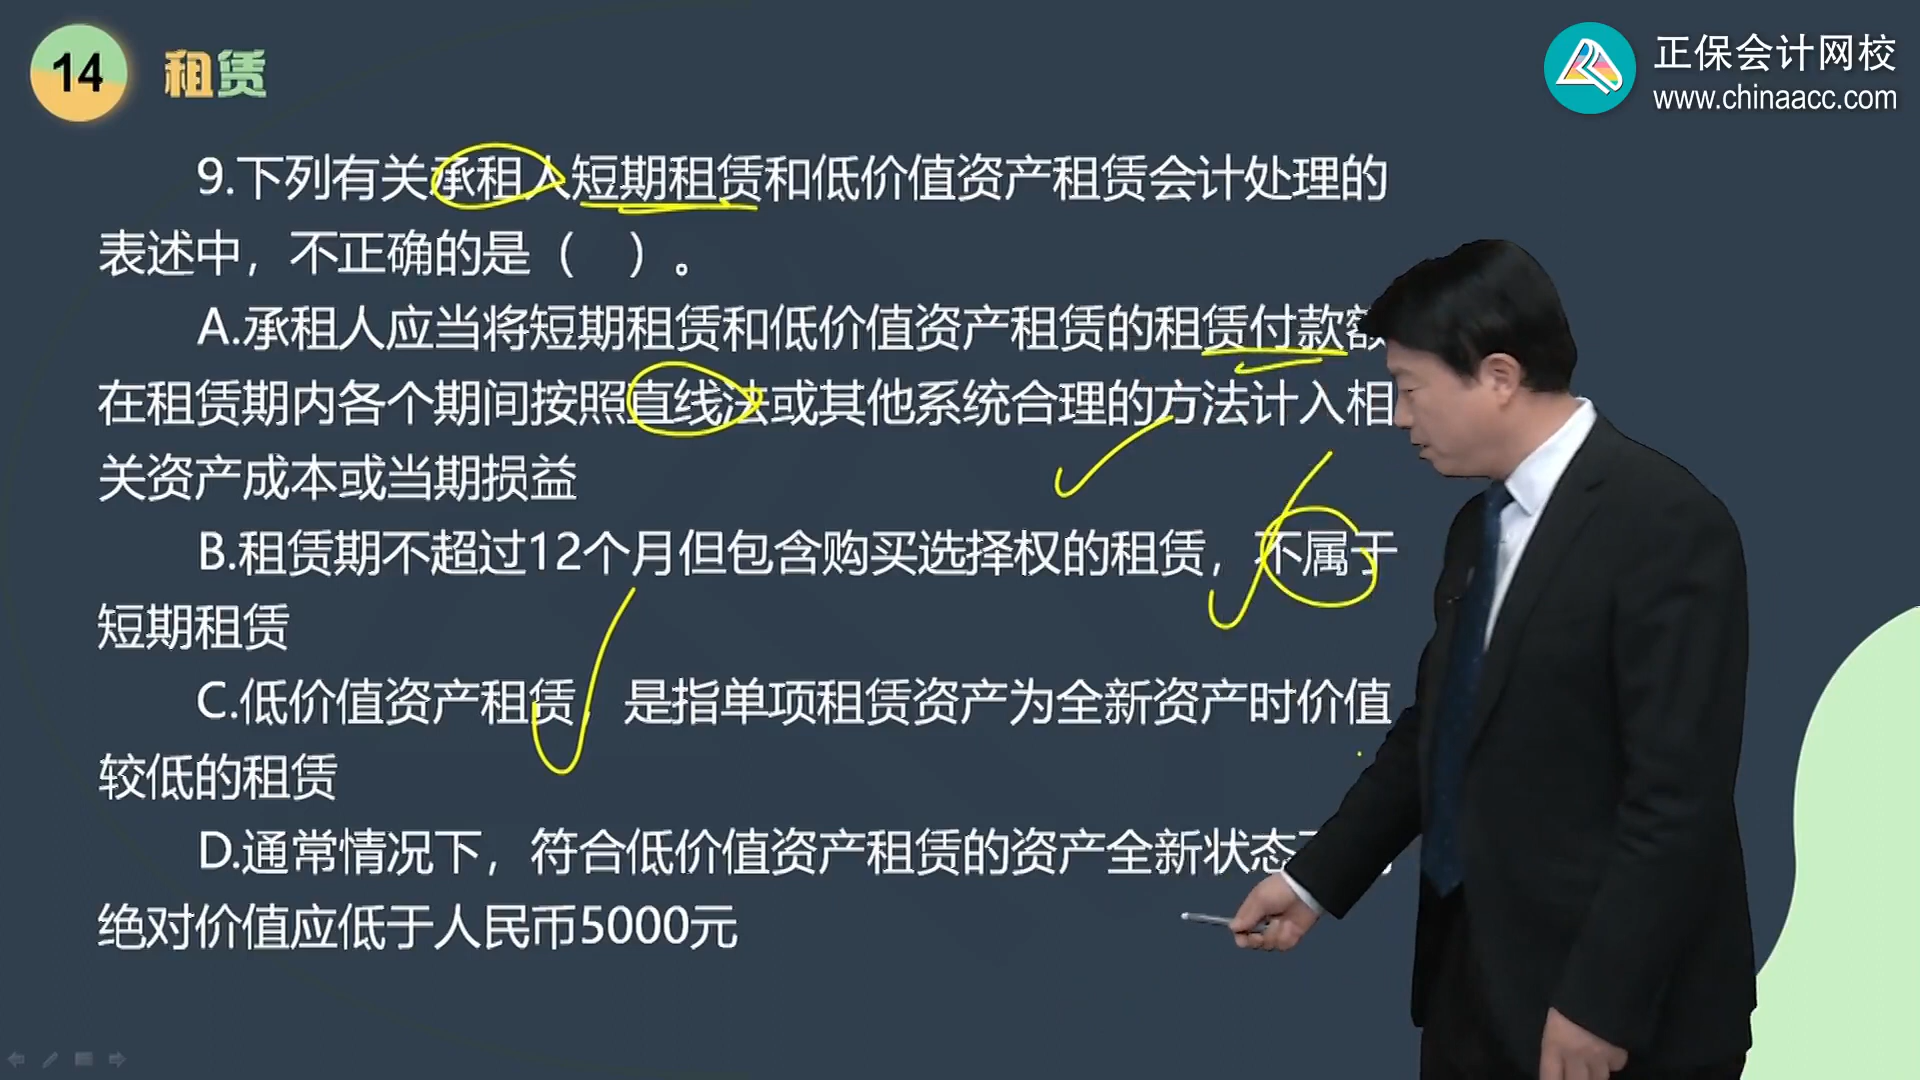 14 租赁
正保会计网校
www.chinaacc.com
9.下列有关承租人短期租赁和低价值资产租赁会计处理的
表述中，不正确的是（ ）。
A.承租人应当将短期租赁和低价值资产租赁的租赁付款额
在租赁期内各个期间按照直线法或其他系统合理的方法计入相
关资产成本或当期损益
B.租赁期不超过12个月但包含购买选择权的租赁，不属于
短期租赁
C.低价值资产租赁，是指单项租赁资产为全新资产时价值
较低的租赁
D.通常情况下，符合低价值资产租赁的资产全新状态
绝对价值应低于人民币5000元